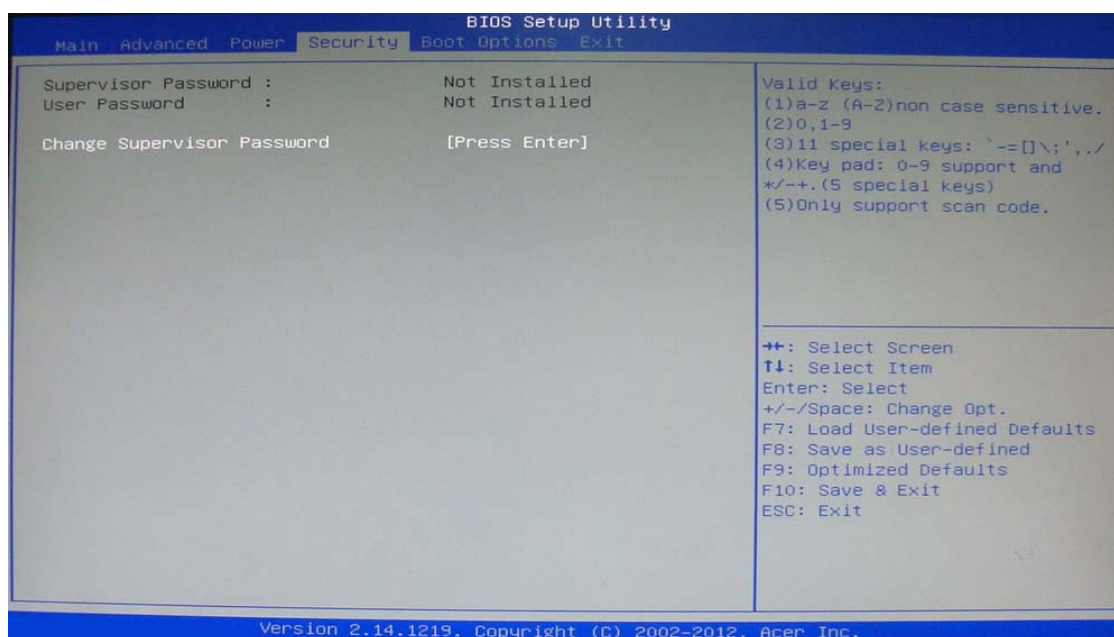 BIOS Setup Utility
Main Advanced Power Security Boot Options Exit
Supervisor Password : Not Installed
User Password : Not Installed
Change Supervisor Password [Press Enter]
Valid Keys:
(1)a-z (A-Z)non case sensitive.
(2)0,1-9
(3)11 special keys: `-=[]\;',./
(4)Key pad: 0-9 support and
*/-+.(5 special keys)
(5)Only support scan code.
→←: Select Screen
↑↓: Select Item
Enter: Select
+/-/Space: Change Opt.
F7: Load User-defined Defaults
F8: Save as User-defined
F9: Optimized Defaults
F10: Save & Exit
ESC: Exit
Version 2.14.1219. Copyright (C) 2002-2012, Acer Inc.